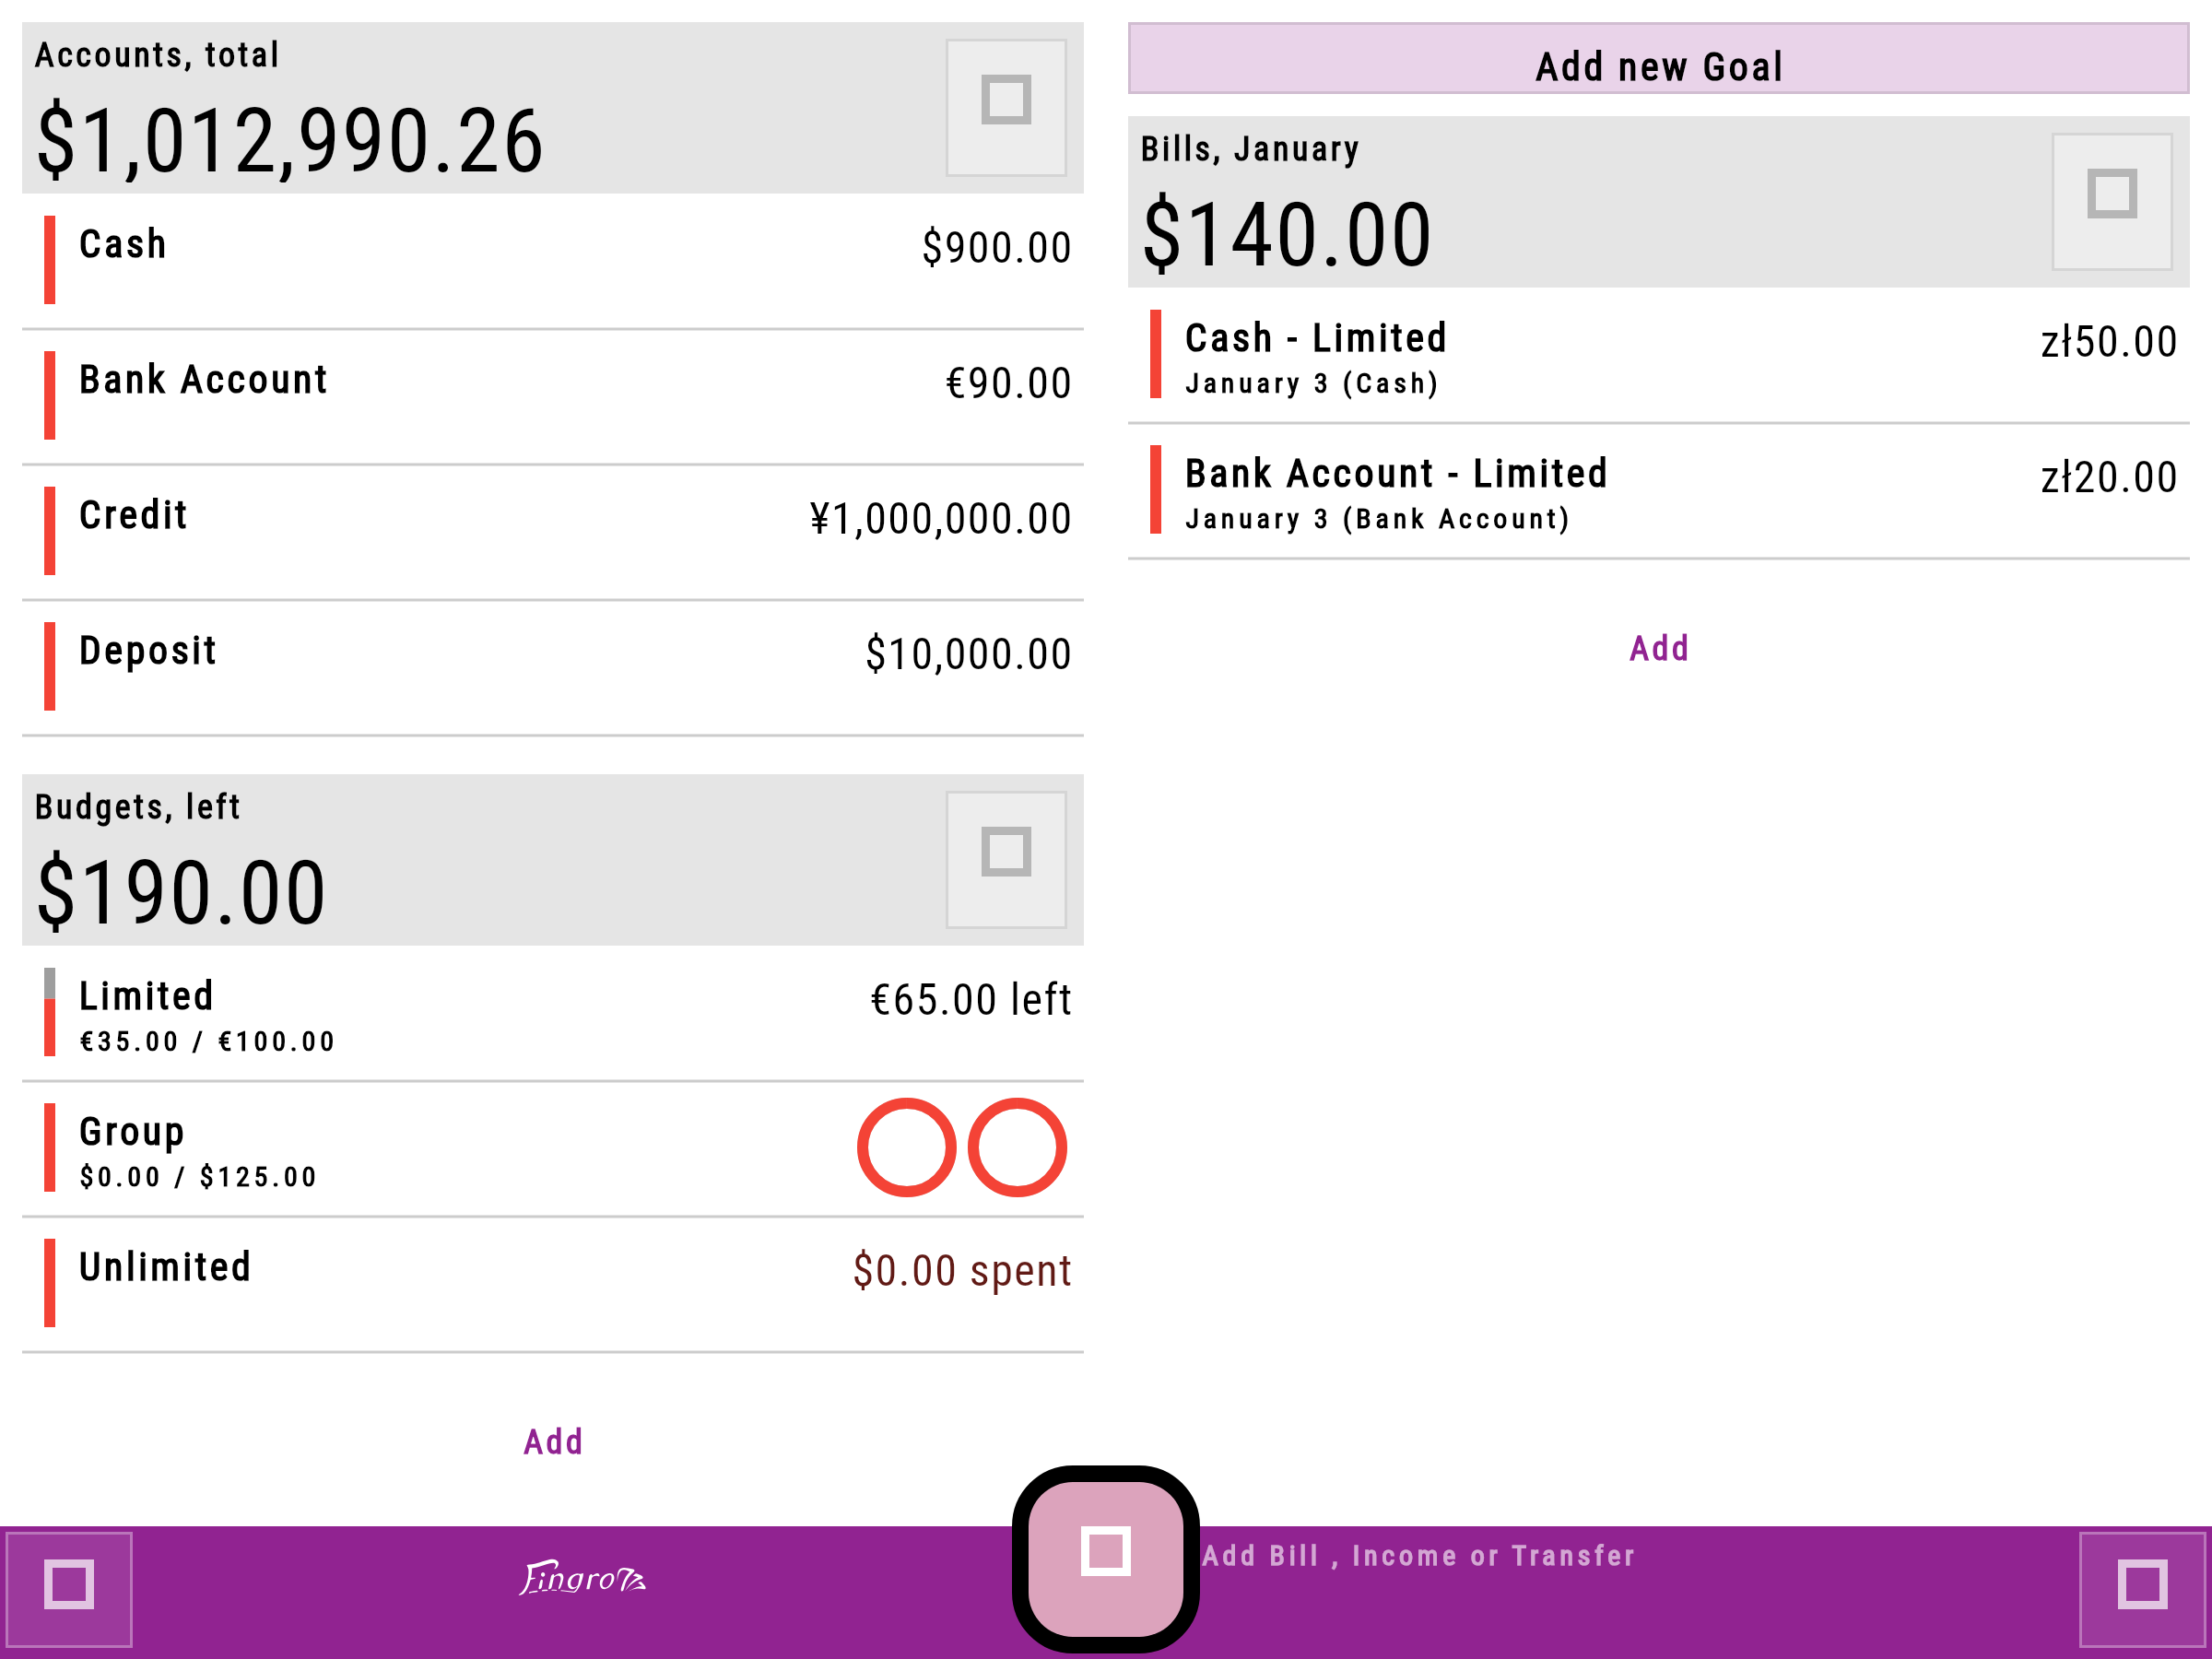 Accounts, total
$1,012,990.26
Cash
$900.00
Bank Account
€90.00
Credit
¥1,000,000.00
Deposit
$10,000.00
Budgets, left
$190.00
Limited
€65.00 left
€35.00 / €100.00
Group
$0.00 / $125.00
Unlimited
$0.00 spent
Add
Add new Goal
Bills, January
$140.00
Cash - Limited
zł50.00
January 3 (Cash)
Bank Account - Limited
zł20.00
January 3 (Bank Account)
Add
Fingro
Add Bill , Income or Transfer